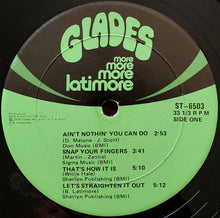 GLADES
more
more
more
more
latimore
ST-6503
33 1/3 RPM
SIDE ONE
AIN'T NOTHIN' YOU CAN DO 2:53
(D. Malone - J. Scott)
Don Music (BMI)
SNAP YOUR FINGERS 3:41
(Martin - Zanta)
Sigma Music (BMI)
THAT'S HOW IT IS 5:10
(Willie Hale)
Sherlyn Publishing (BMI)
LET'S STRAIGHTEN IT OUT 5:12
(B. Latimore)
Sherlyn Publishing (BMI)